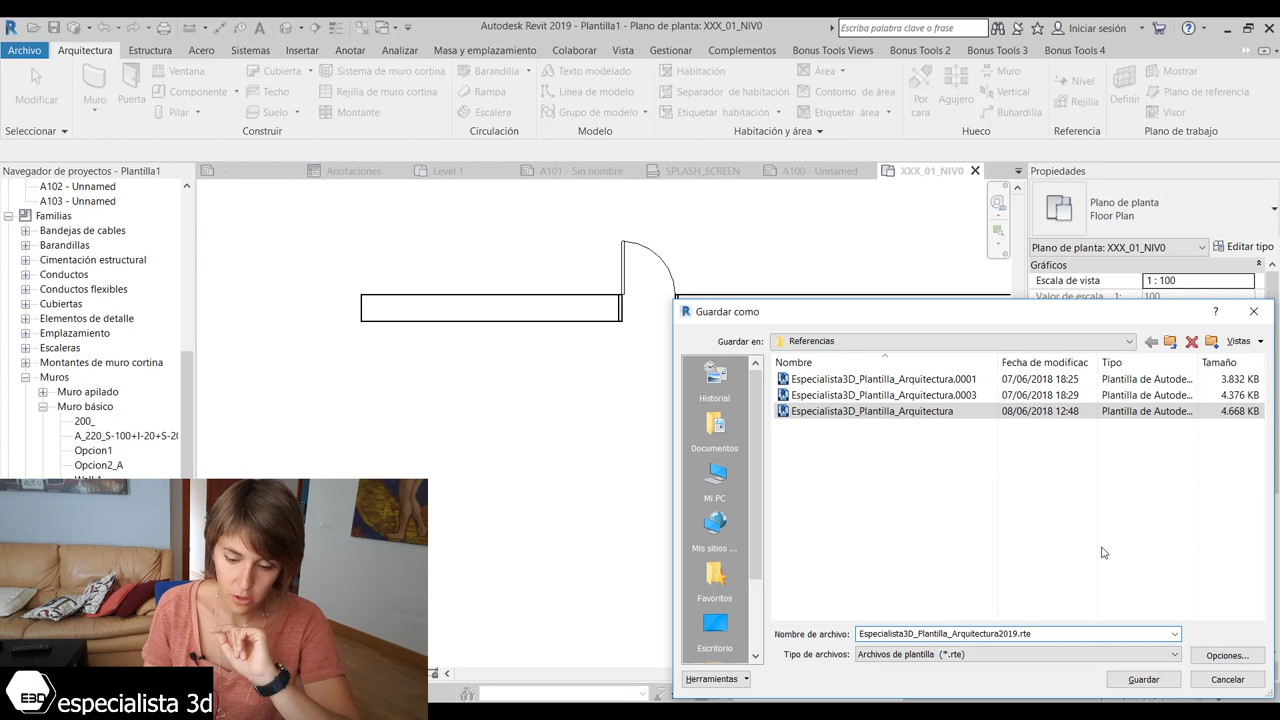 Autodesk Revit 2019 - Plantilla1 - Plano de planta: XXX_01_NIV0
Escriba palabra clave o frase
Iniciar sesión
Archivo Arquitectura Estructura Acero Sistemas Insertar Anotar Analizar Masa y emplazamiento Colaborar Vista Gestionar Complementos Bonus Tools Views Bonus Tools 2 Bonus Tools 3 Bonus Tools 4
Modificar
Muro
Puerta
Ventana
Componente
Pilar
Cubierta
Techo
Suelo
Sistema de muro cortina
Rejilla de muro cortina
Montante
Barandilla
Rampa
Escalera
Texto modelado
Línea de modelo
Grupo de modelo
Habitación
Separador de habitación
Etiquetar habitación
Área
Contorno de área
Etiquetar área
Por cara
Agujero
Muro
Vertical
Buhardilla
Nivel
Rejilla
Definir
Mostrar
Plano de referencia
Visor
Seleccionar Construir Circulación Modelo Habitación y área Hueco Referencia Plano de trabajo
Navegador de proyectos - Plantilla1
-
Anotaciones
Level 1
A101 - Sin nombre
SPLASH_SCREEN
A100 - Unnamed
XXX_01_NIV0
A102 - Unnamed
A103 - Unnamed
Familias
Bandejas de cables
Barandillas
Cimentación estructural
Conductos
Conductos flexibles
Cubiertas
Elementos de detalle
Emplazamiento
Escaleras
Montantes de muro cortina
Muros
Muro apilado
Muro básico
200_
A_220_S-100+I-20+S-20
Opcion1
Opcion2_A
Propiedades
Plano de planta
Floor Plan
Plano de planta: XXX_01_NIV0
Editar tipo
Gráficos
Escala de vista 1 : 100
Valor de escala 1: 100
Guardar como
Guardar en: Referencias
Vistas
Nombre Fecha de modificac Tipo Tamaño
Especialista3D_Plantilla_Arquitectura.0001 07/06/2018 18:25 Plantilla de Autode... 3.832 KB
Especialista3D_Plantilla_Arquitectura.0003 07/06/2018 18:29 Plantilla de Autode... 4.376 KB
Especialista3D_Plantilla_Arquitectura 08/06/2018 12:48 Plantilla de Autode... 4.668 KB
Historial
Documentos
Mi PC
Mis sitios ...
Favoritos
Escritorio
Nombre de archivo: Especialista3D_Plantilla_Arquitectura2019.rte
Tipo de archivos: Archivos de plantilla (*.rte)
Opciones...
Herramientas
Guardar
Cancelar
E3D
especialista 3d